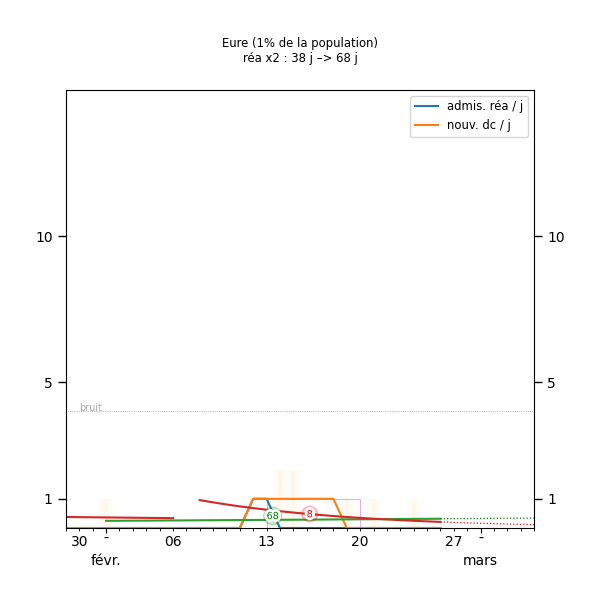 Eure (1% de la population)
réa x2 : 38 j –> 68 j
admis. réa / j
nouv. dc / j
10
10
5
5
bruit
1
1
68
8
30
-
06
13
20
27
-
févr.
mars